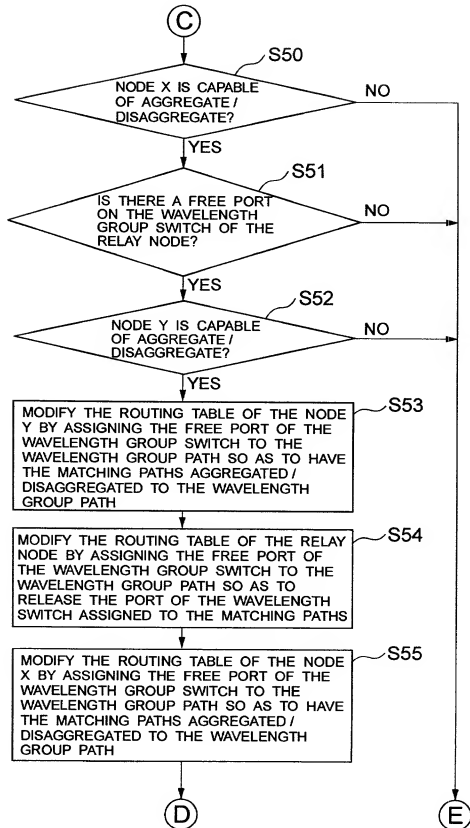 C
S50
NODE X IS CAPABLE
OF AGGREGATE/
DISAGGREGATE?
NO
YES
S51
IS THERE A FREE PORT
ON THE WAVELENGTH
GROUP SWITCH OF THE
RELAY NODE?
NO
YES
S52
NODE Y IS CAPABLE
OF AGGREGATE/
DISAGGREGATE?
NO
YES
S53
MODIFY THE ROUTING TABLE OF THE NODE
Y BY ASSIGNING THE FREE PORT OF THE
WAVELENGTH GROUP SWITCH TO THE
WAVELENGTH GROUP PATH SO AS TO HAVE
THE MATCHING PATHS AGGREGATED/
DISAGGREGATED TO THE WAVELENGTH
GROUP PATH
S54
MODIFY THE ROUTING TABLE OF THE RELAY
NODE BY ASSIGNING THE FREE PORT OF
THE WAVELENGTH GROUP SWITCH TO THE
WAVELENGTH GROUP PATH SO AS TO
RELEASE THE PORT OF THE WAVELENGTH
SWITCH ASSIGNED TO THE MATCHING PATHS
S55
MODIFY THE ROUTING TABLE OF THE NODE
X BY ASSIGNING THE FREE PORT OF THE
WAVELENGTH GROUP SWITCH TO THE
WAVELENGTH GROUP PATH SO AS TO HAVE
THE MATCHING PATHS AGGREGATED/
DISAGGREGATED TO THE WAVELENGTH
GROUP PATH
D
E